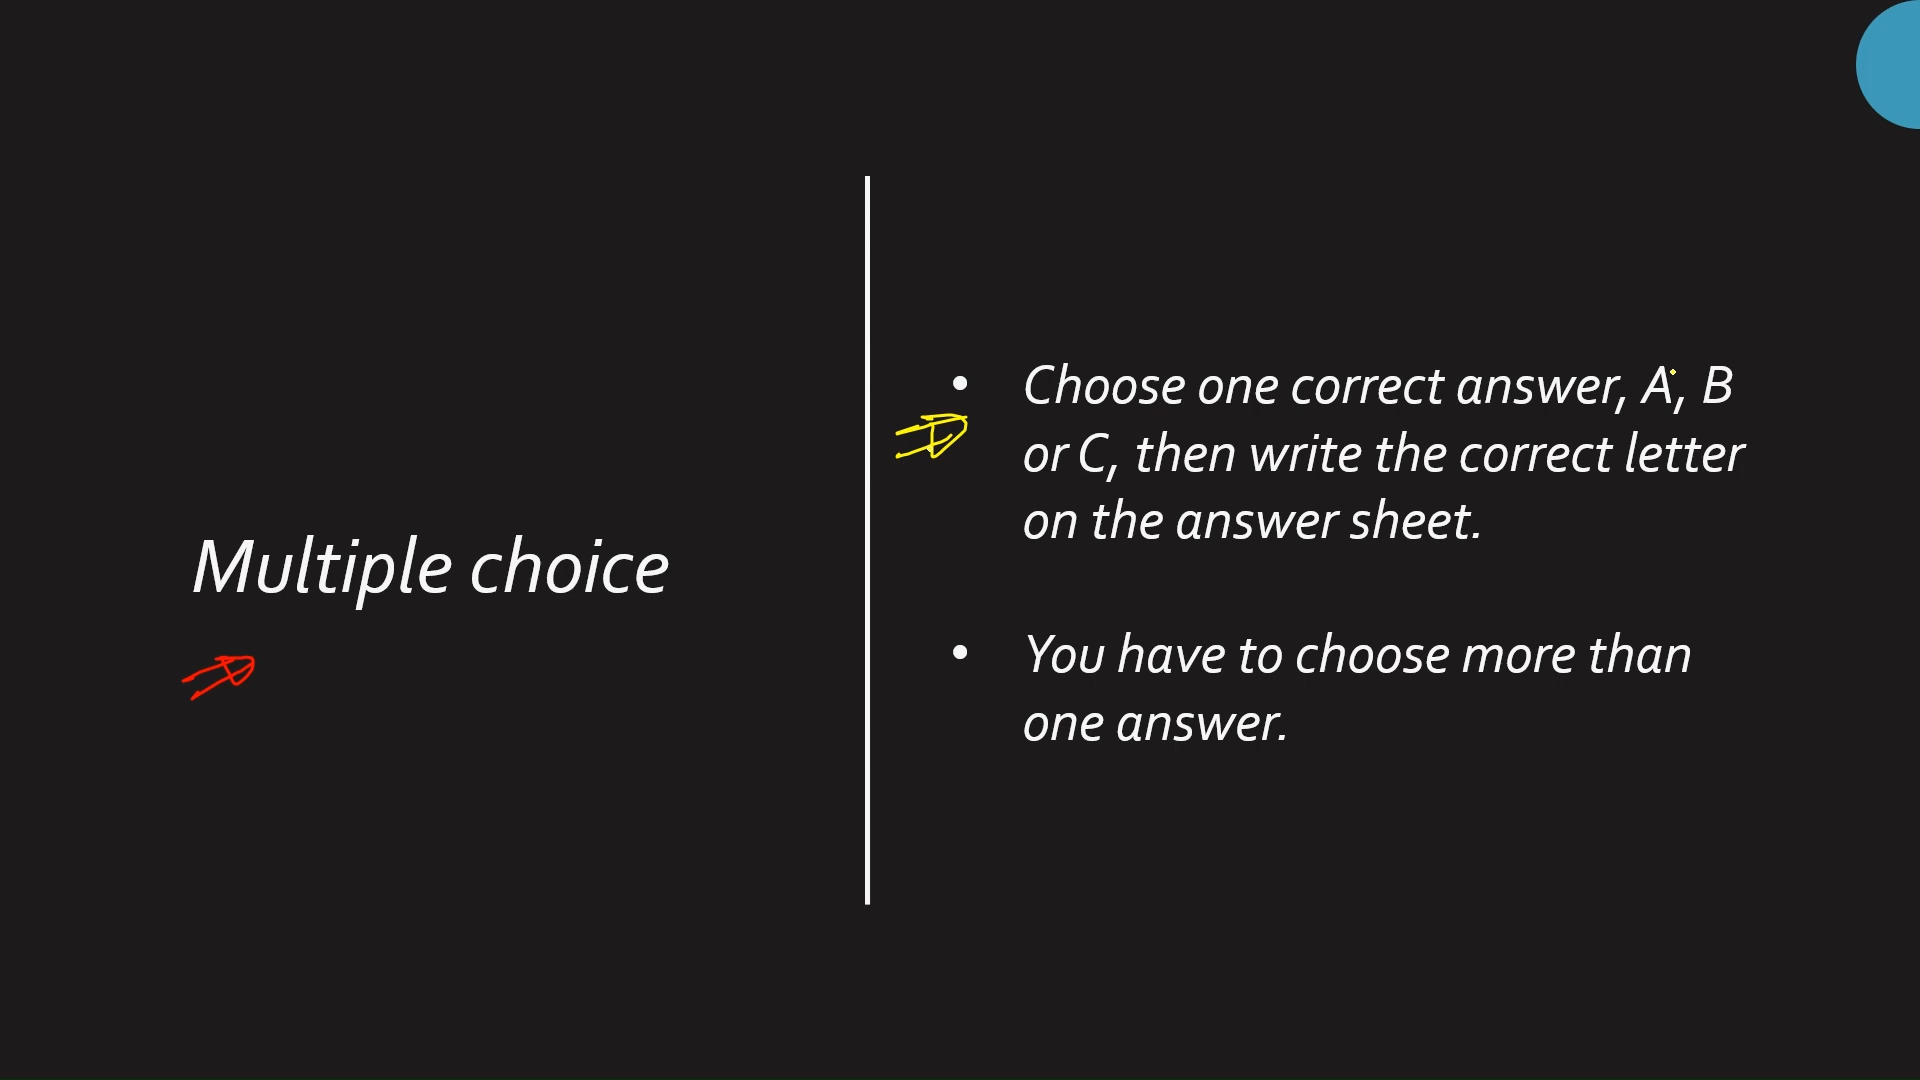 Multiple choice
• Choose one correct answer, A, B
or C, then write the correct letter
on the answer sheet.
• You have to choose more than
one answer.